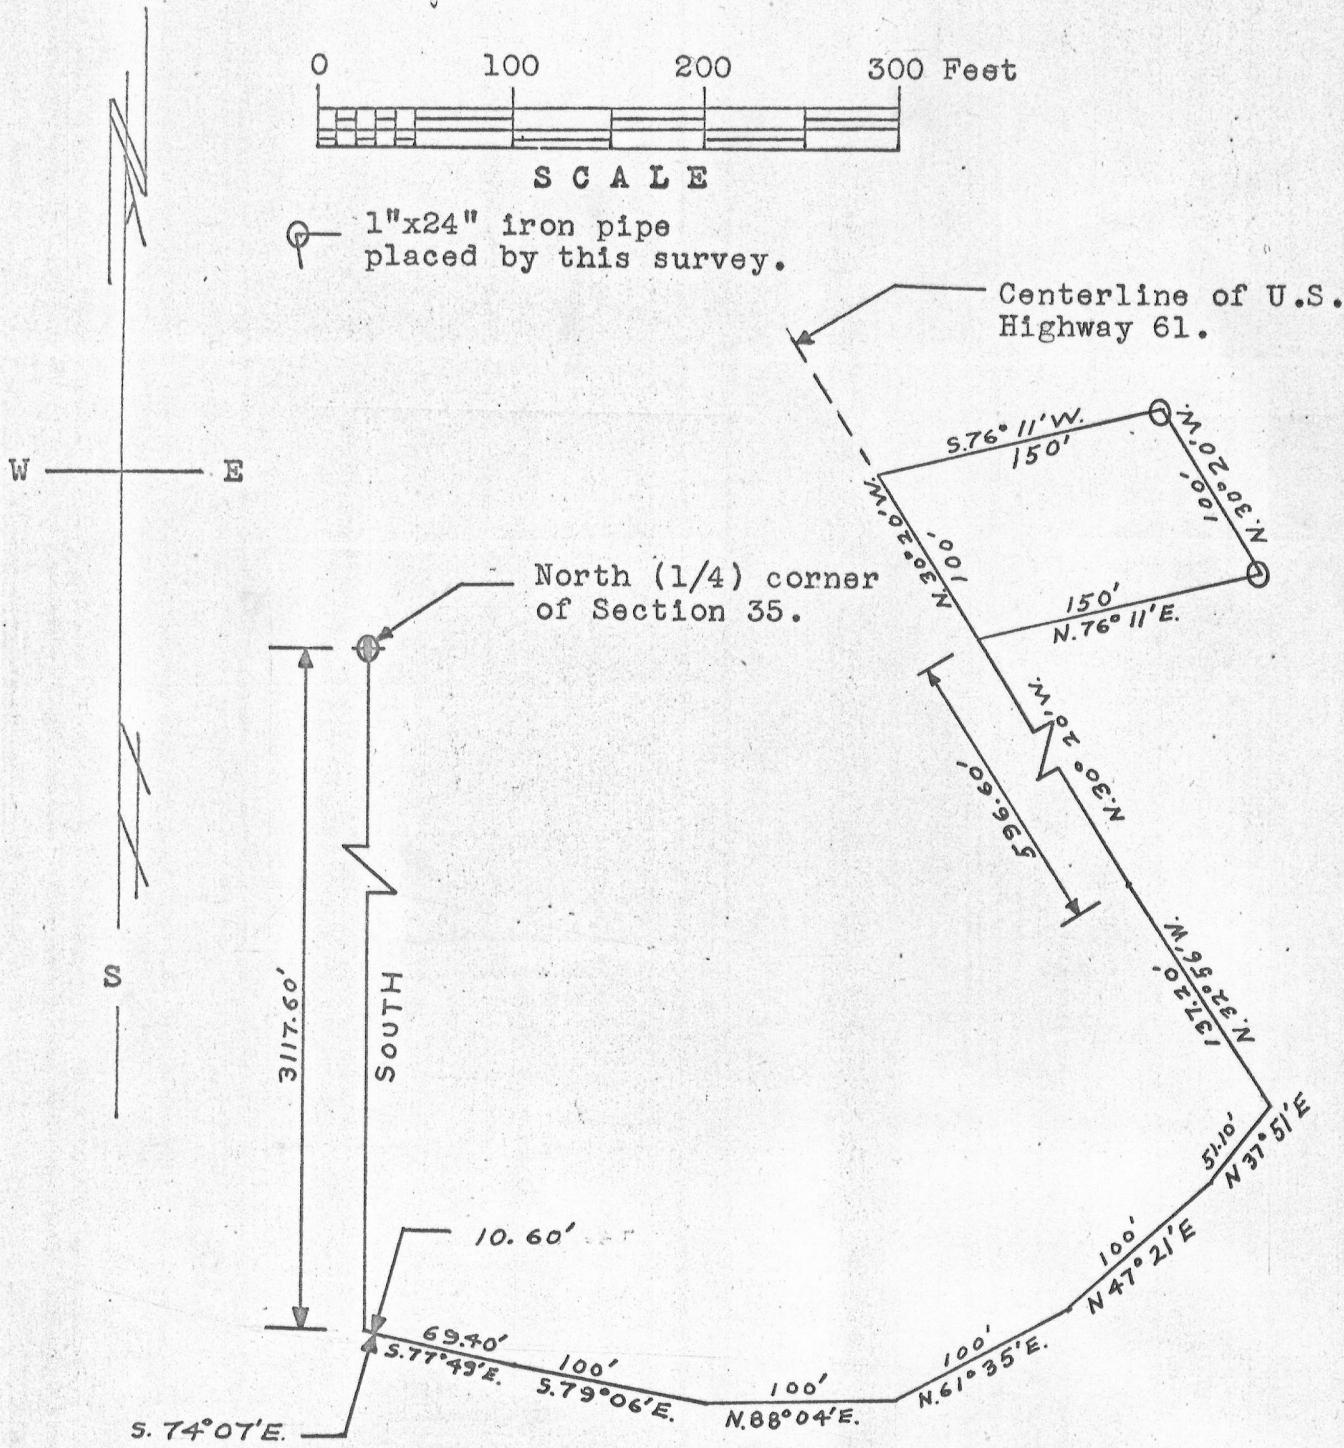 0 100 200 300 Feet
SCALE
1"x24" iron pipe
placed by this survey.
Centerline of U.S.
Highway 61.
S.76° 11' W.
150'
N.30° 20' W.
100'
N.30° 20' W.
100'
150'
N.76° 11' E.
W E
North (1/4) corner
of Section 35.
N.30° 20' W.
596.60'
S
3117.60'
SOUTH
N.32° 56' W.
137.20'
51.10'
N 37° 51' E
100'
N 47° 21' E
10.60'
69.40'
S.77° 49' E.
100'
S.79° 06' E.
100'
N.88° 04' E.
100'
N.61° 35' E.
S. 74° 07' E.